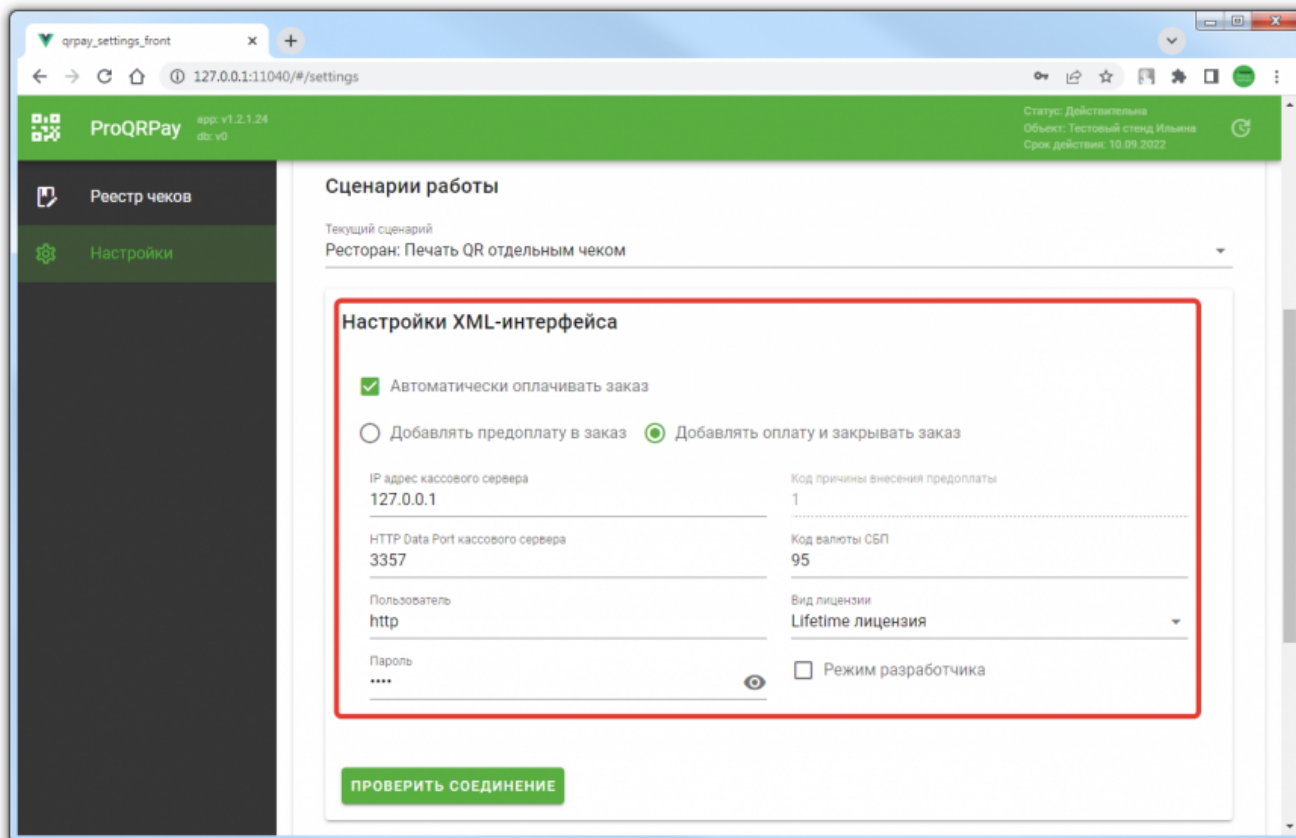 qrpay_settings_front
127.0.0.1:11040/#/settings
ProQRPay
app: v1.2.1.24
db: v0
Статус: Действительна
Объект: Тестовый стенд Ильина
Срок действия: 10.09.2022
Реестр чеков
Настройки
Сценарии работы
Текущий сценарий
Ресторан: Печать QR отдельным чеком
Настройки XML-интерфейса
Автоматически оплачивать заказ
Добавлять предоплату в заказ
Добавлять оплату и закрывать заказ
IP адрес кассового сервера
127.0.0.1
Код причины внесения предоплаты
1
HTTP Data Port кассового сервера
3357
Код валюты СБП
95
Пользователь
http
Вид лицензии
Lifetime лицензия
Пароль
••••
Режим разработчика
ПРОВЕРИТЬ СОЕДИНЕНИЕ